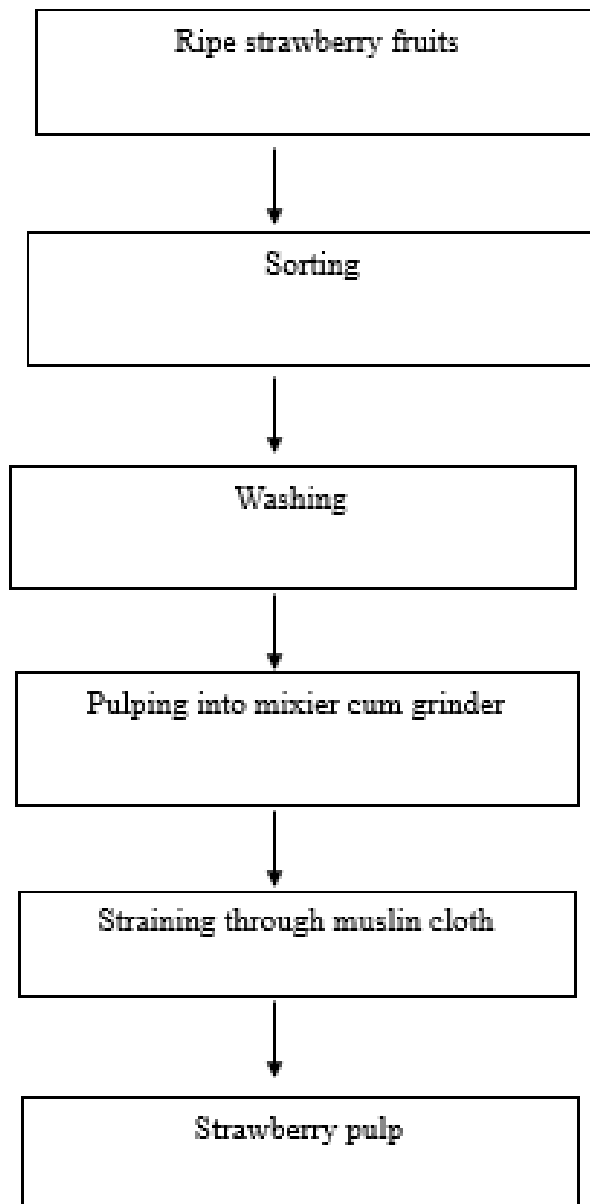 Ripe strawberry fruits
Sorting
Washing
Pulping into mixier cum grinder
Straining through muslin cloth
Strawberry pulp